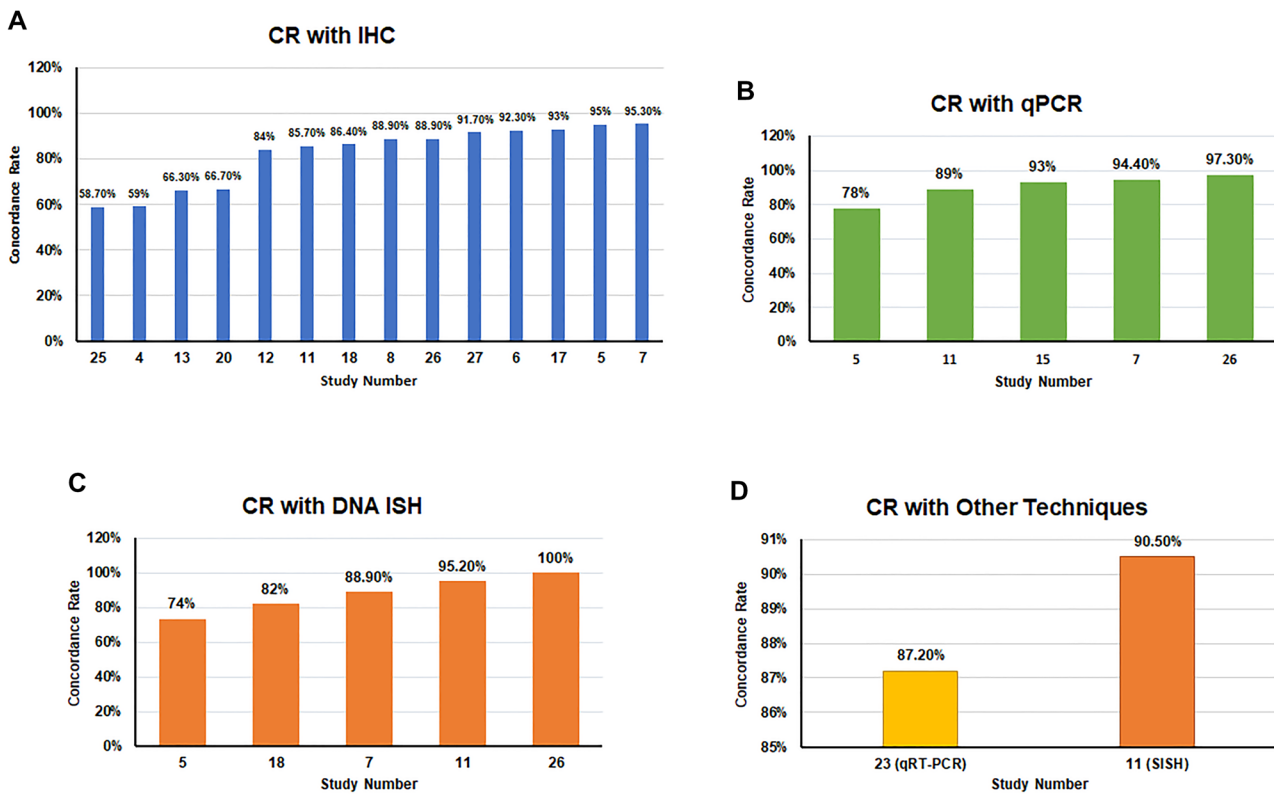 A
CR with IHC
120%
100%
80%
60%
40%
20%
0%
Concordance Rate
58.70% 59% 66.30% 66.70% 84% 85.70% 86.40% 88.90% 88.90% 91.70% 92.30% 93% 95% 95.30%
25 4 13 20 12 11 18 8 26 27 6 17 5 7
Study Number
B
CR with qPCR
120%
100%
80%
60%
40%
20%
0%
Concordance Rate
78% 89% 93% 94.40% 97.30%
5 11 15 7 26
Study Number
C
CR with DNA ISH
120%
100%
80%
60%
40%
20%
0%
Concordance Rate
74% 82% 88.90% 95.20% 100%
5 18 7 11 26
Study Number
D
CR with Other Techniques
91%
90%
89%
88%
87%
86%
85%
Concordance Rate
87.20% 90.50%
23 (qRT-PCR) 11 (SISH)
Study Number